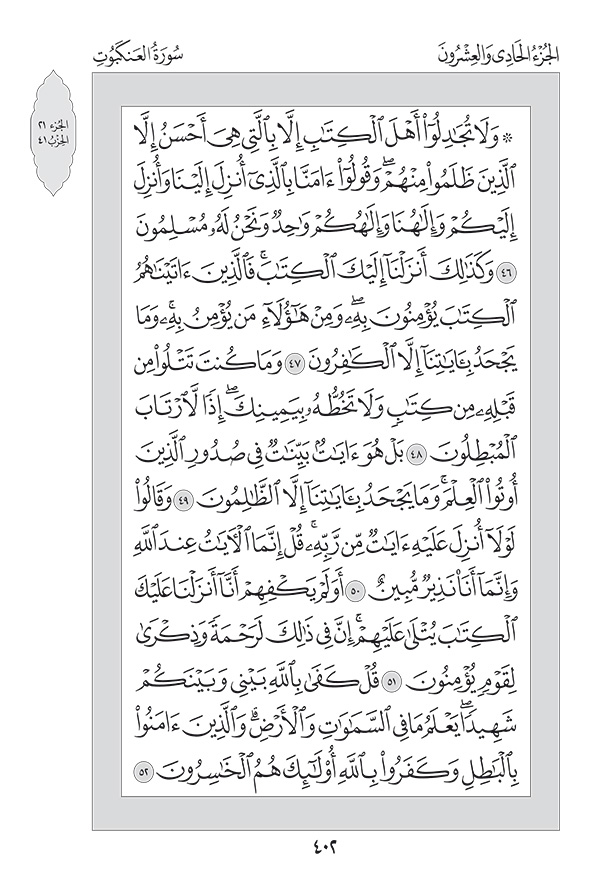 الجُزْءُ الحَادِي وَالعِشْرُونَ
سُورَةُ العَنكَبُوتِ
الجُزء ٢١
الحِزْبُ ٤١
۞ وَلَا تُجَٰدِلُوٓا۟ أَهْلَ ٱلْكِتَٰبِ إِلَّا بِٱلَّتِى هِىَ أَحْسَنُ إِلَّا
ٱلَّذِينَ ظَلَمُوا۟ مِنْهُمْ ۖ وَقُولُوٓا۟ ءَامَنَّا بِٱلَّذِىٓ أُنزِلَ إِلَيْنَا وَأُنزِلَ
إِلَيْكُمْ وَإِلَٰهُنَا وَإِلَٰهُكُمْ وَٰحِدٌ وَنَحْنُ لَهُۥ مُسْلِمُونَ
٤٦ وَكَذَٰلِكَ أَنزَلْنَآ إِلَيْكَ ٱلْكِتَٰبَ ۚ فَٱلَّذِينَ ءَاتَيْنَٰهُمُ
ٱلْكِتَٰبَ يُؤْمِنُونَ بِهِۦ ۖ وَمِنْ هَٰٓؤُلَآءِ مَن يُؤْمِنُ بِهِۦ ۚ وَمَا
يَجْحَدُ بِـَٔايَٰتِنَآ إِلَّا ٱلْكَٰفِرُونَ ٤٧ وَمَا كُنتَ تَتْلُوا۟ مِن
قَبْلِهِۦ مِن كِتَٰبٍ وَلَا تَخُطُّهُۥ بِيَمِينِكَ ۖ إِذًا لَّٱرْتَابَ
ٱلْمُبْطِلُونَ ٤٨ بَلْ هُوَ ءَايَٰتٌۢ بَيِّنَٰتٌ فِى صُدُورِ ٱلَّذِينَ
أُوتُوا۟ ٱلْعِلْمَ ۚ وَمَا يَجْحَدُ بِـَٔايَٰتِنَآ إِلَّا ٱلظَّٰلِمُونَ ٤٩ وَقَالُوا۟
لَوْلَآ أُنزِلَ عَلَيْهِ ءَايَٰتٌ مِّن رَّبِّهِۦ ۚ قُلْ إِنَّمَا ٱلْـَٔايَٰتُ عِندَ ٱللَّهِ
وَإِنَّمَآ أَنَا۠ نَذِيرٌ مُّبِينٌ ٥٠ أَوَلَمْ يَكْفِهِمْ أَنَّآ أَنزَلْنَا عَلَيْكَ
ٱلْكِتَٰبَ يُتْلَىٰ عَلَيْهِمْ ۚ إِنَّ فِى ذَٰلِكَ لَرَحْمَةً وَذِكْرَىٰ
لِقَوْمٍ يُؤْمِنُونَ ٥١ قُلْ كَفَىٰ بِٱللَّهِ بَيْنِى وَبَيْنَكُمْ
شَهِيدًا ۖ يَعْلَمُ مَا فِى ٱلسَّمَٰوَٰتِ وَٱلْأَرْضِ ۗ وَٱلَّذِينَ ءَامَنُوا۟
بِٱلْبَٰطِلِ وَكَفَرُوا۟ بِٱللَّهِ أُو۟لَٰٓئِكَ هُمُ ٱلْخَٰسِرُونَ ٥٢
٤٠٢